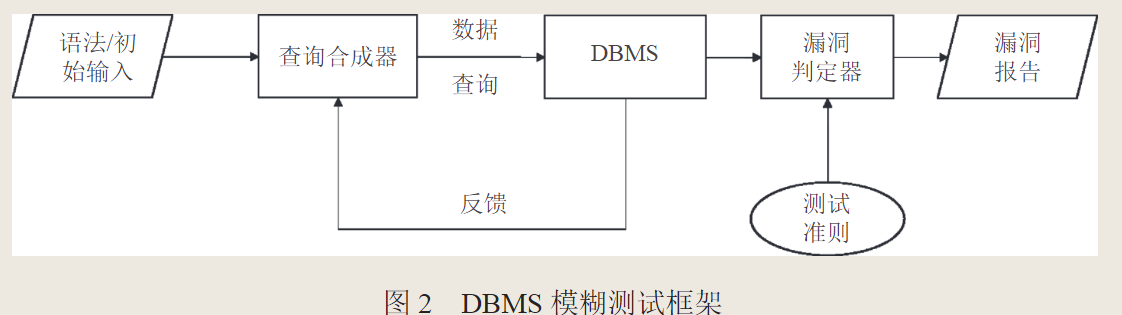 语法/初
始输入
查询合成器
数据
查询
DBMS
漏洞
判定器
漏洞
报告
反馈
测试
准则
图 2 DBMS 模糊测试框架